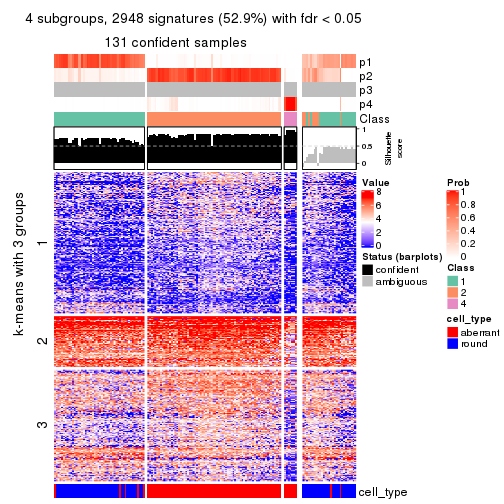 4 subgroups, 2948 signatures (52.9%) with fdr < 0.05
131 confident samples
p1
p2
p3
p4
Class
1
0.5
0
Silhouette
score
k-means with 3 groups
1
2
3
cell_type
Value
8
6
4
2
0
Status (barplots)
confident
ambiguous
Prob
1
0.8
0.6
0.4
0.2
0
Class
1
2
4
cell_type
aberrant
round